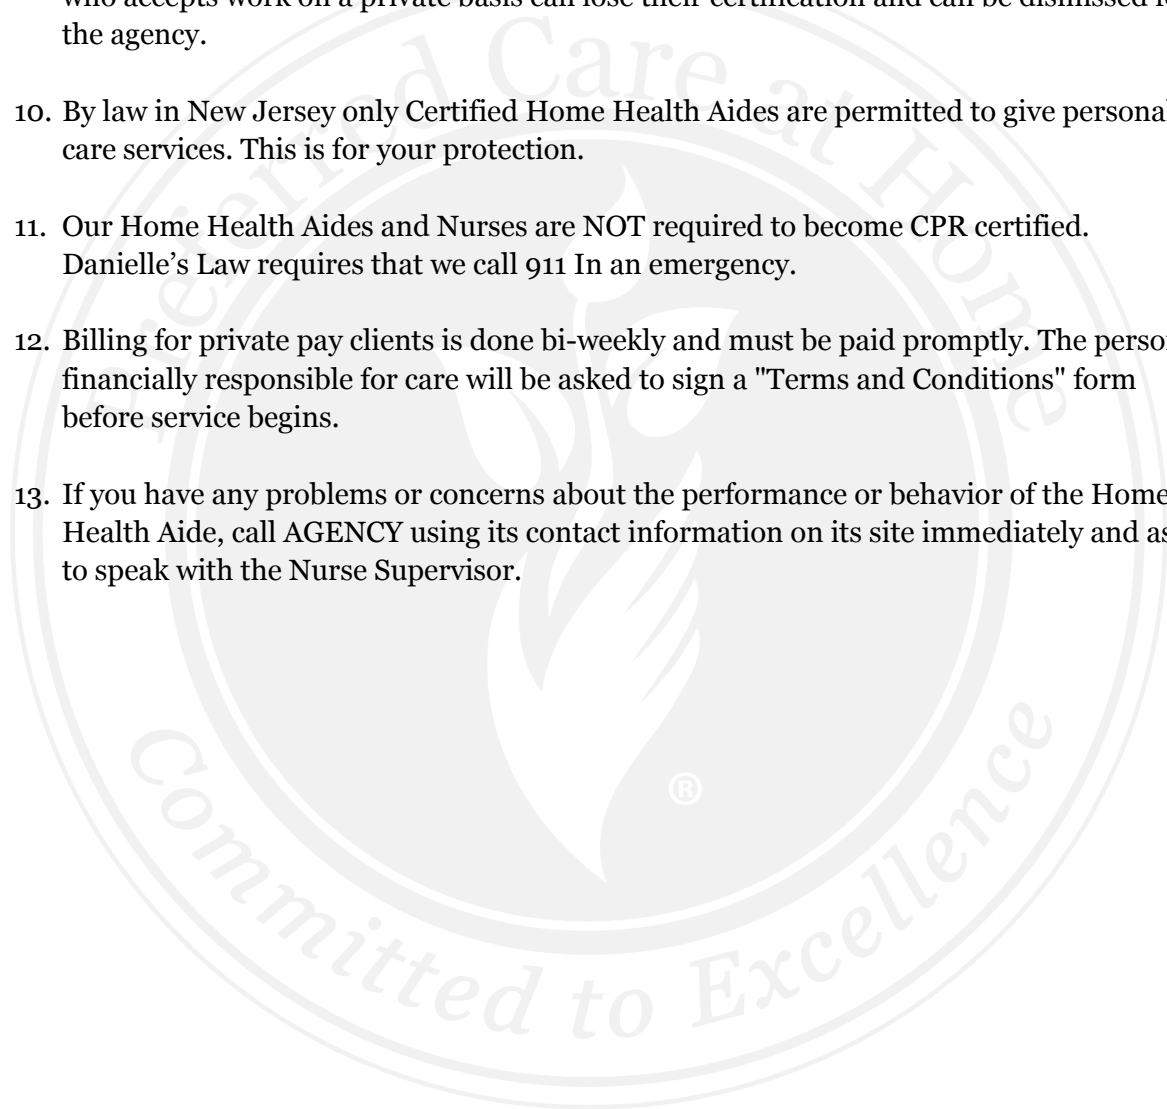 who accepts work on a private basis can lose their certification and can be dismissed
the agency.
10. By law in New Jersey only Certified Home Health Aides are permitted to give personal
care services. This is for your protection.
11. Our Home Health Aides and Nurses are NOT required to become CPR certified.
Danielle’s Law requires that we call 911 In an emergency.
12. Billing for private pay clients is done bi-weekly and must be paid promptly. The perso
financially responsible for care will be asked to sign a "Terms and Conditions" form
before service begins.
13. If you have any problems or concerns about the performance or behavior of the Home
Health Aide, call AGENCY using its contact information on its site immediately and as
to speak with the Nurse Supervisor.
Preferred Care at Home
®
Committed to Excellence